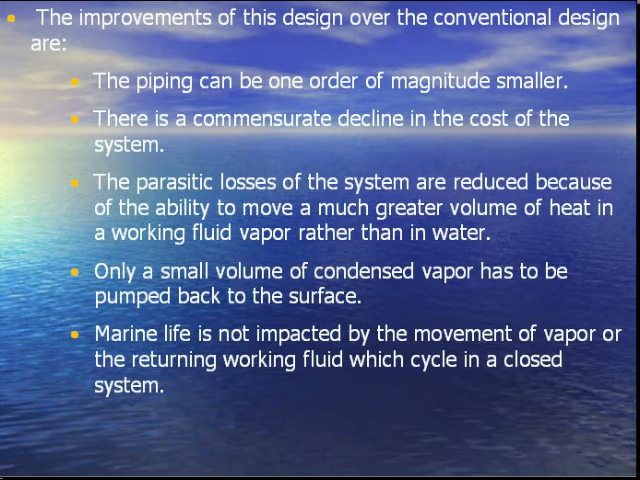 • The improvements of this design over the conventional design
are:
• The piping can be one order of magnitude smaller.
• There is a commensurate decline in the cost of the
system.
• The parasitic losses of the system are reduced because
of the ability to move a much greater volume of heat in
a working fluid vapor rather than in water.
• Only a small volume of condensed vapor has to be
pumped back to the surface.
• Marine life is not impacted by the movement of vapor or
the returning working fluid which cycle in a closed
system.